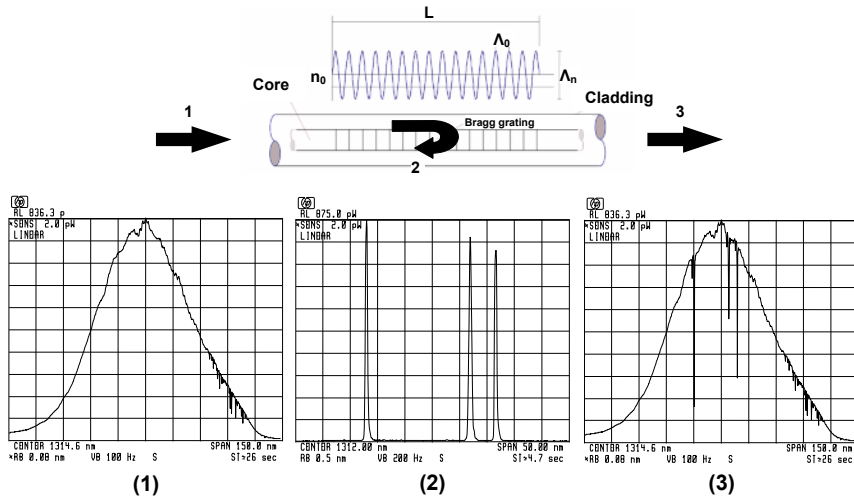 L
Λ0
n0
Λn
Core
Cladding
1
Bragg grating
3
2
RL 836.3 p
*SENS 2.0 pW
LINEAR
CENTER 1314.6 nm SPAN 150.0 nm
*RB 0.08 nm VB 100 Hz S ST>26 sec
(1)
RL 875.0 pW
*SENS 2.0 pW
LINEAR
CENTER 1312.00 nm SPAN 50.00 nm
RB 0.5 nm VB 200 Hz S ST>4.7 sec
(2)
RL 836.3 pW
*SENS 2.0 pW
LINEAR
CENTER 1314.6 nm SPAN 150.0 nm
*RB 0.08 nm VB 100 Hz S ST>26 sec
(3)